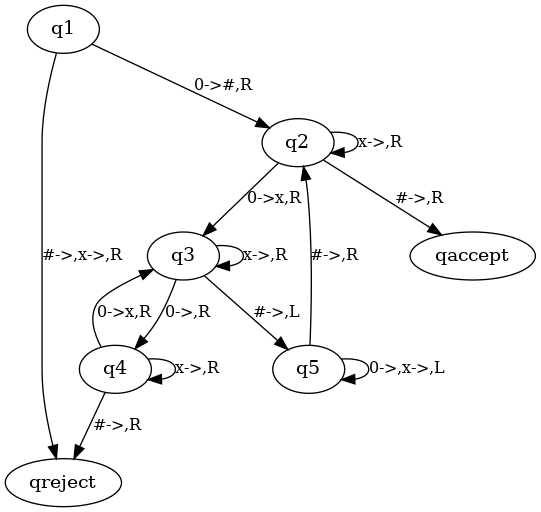 q1
0->#,R
q2
x->,R
0->x,R
#->,R
#->,x->,R
q3
x->,R
#->,R
qaccept
0->x,R
0->,R
#->,L
q4
x->,R
q5
0->,x->,L
#->,R
qreject